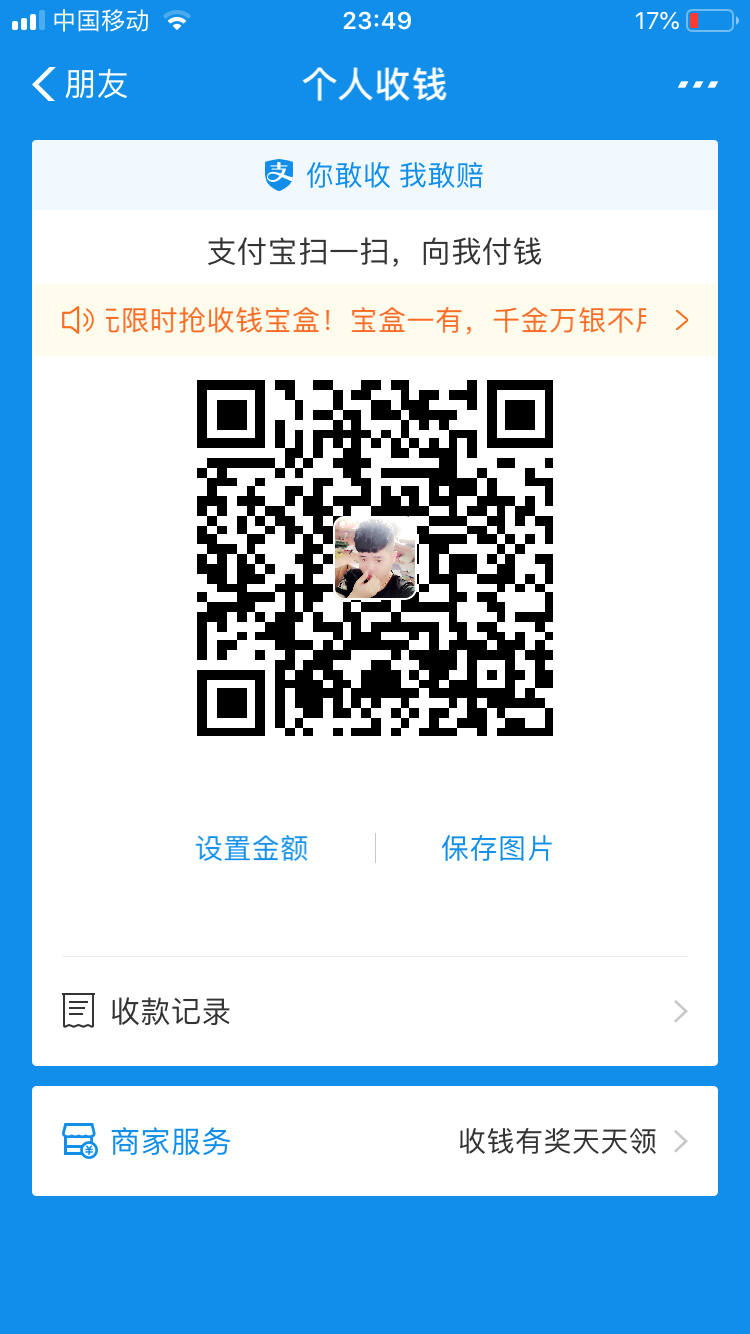 中国移动 23:49 17%
朋友 个人收钱
支 你敢收 我敢赔
支付宝扫一扫，向我付钱
限时抢收钱宝盒！宝盒一有，千金万银不
设置金额 保存图片
收款记录
商家服务 收钱有奖天天领